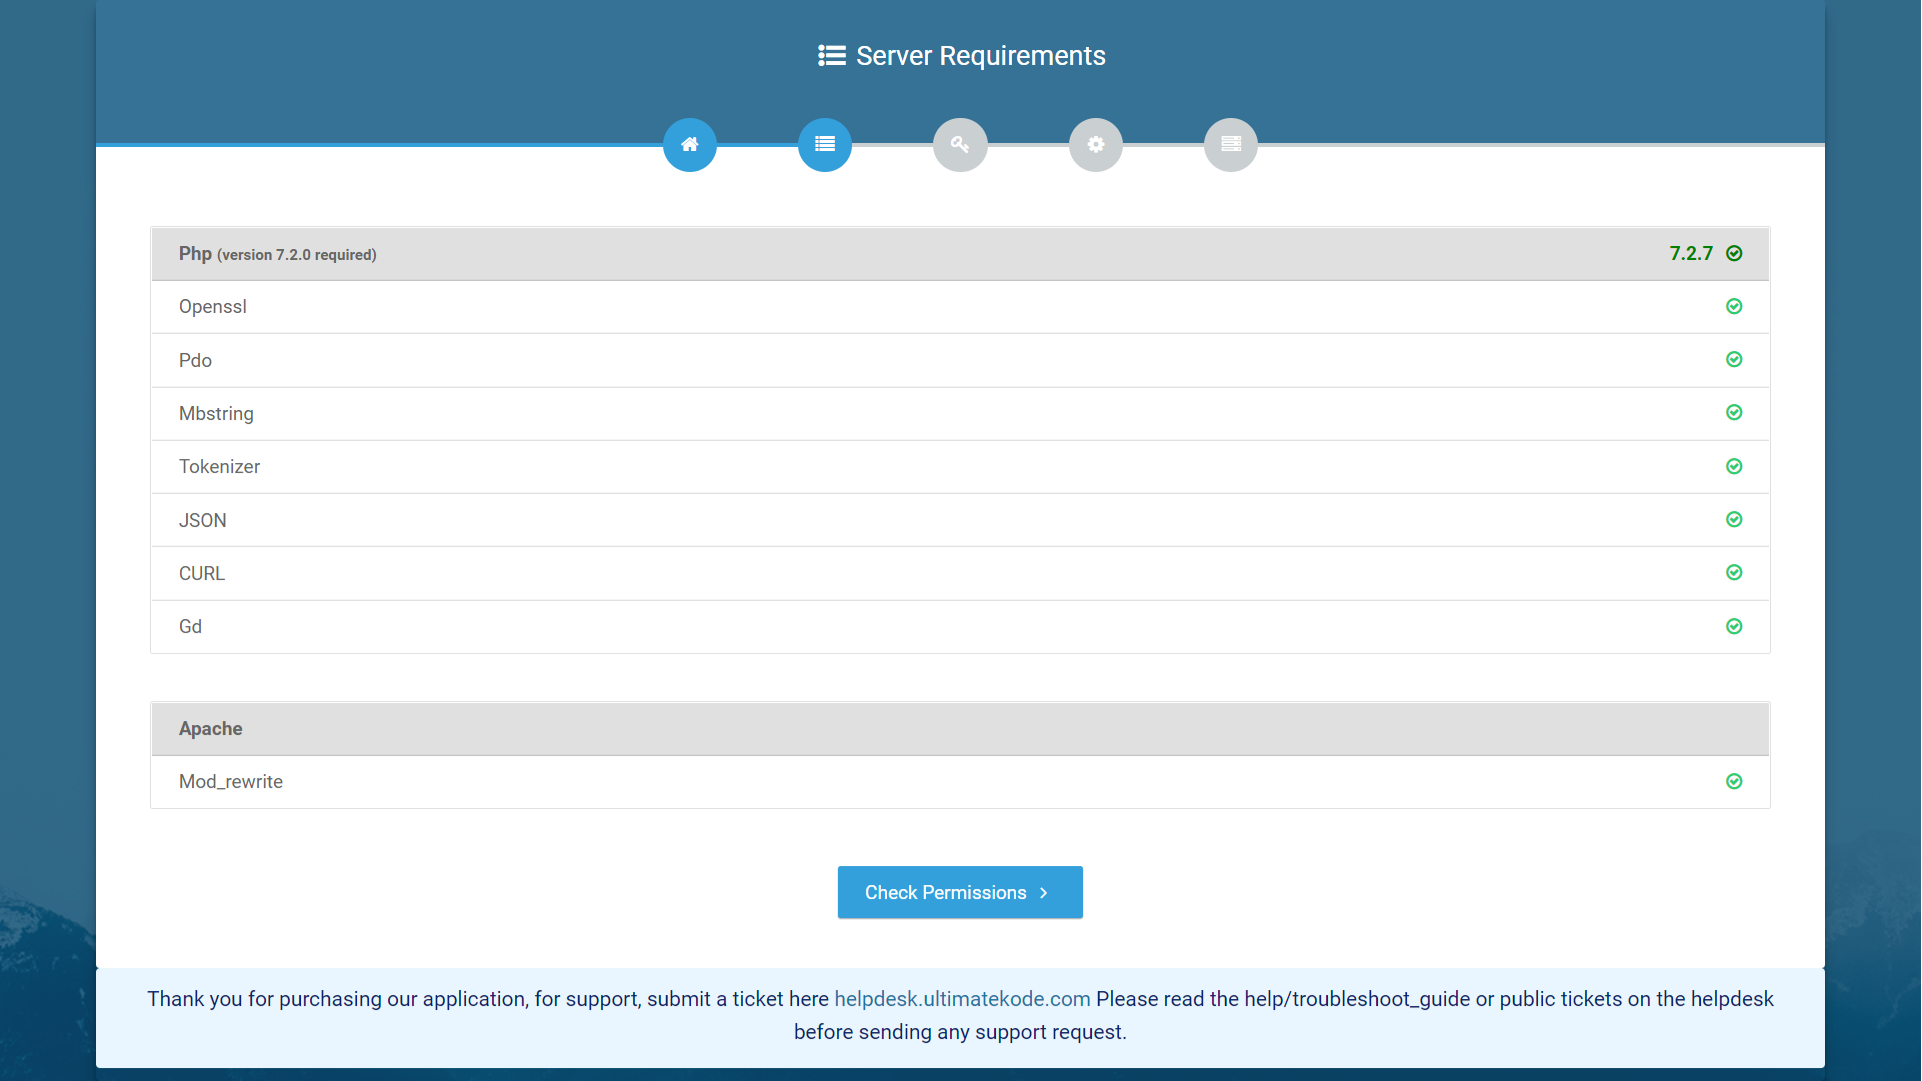 Server Requirements
Php (version 7.2.0 required) 7.2.7
Openssl
Pdo
Mbstring
Tokenizer
JSON
CURL
Gd
Apache
Mod_rewrite
Check Permissions
Thank you for purchasing our application, for support, submit a ticket here helpdesk.ultimatekode.com Please read the help/troubleshoot_guide or public tickets on the helpdesk
before sending any support request.